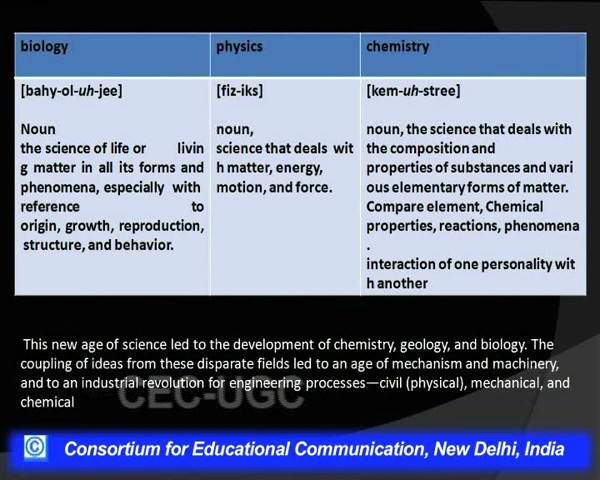 biology
physics
chemistry
[bahy-ol-uh-jee]
Noun
the science of life or livin
g matter in all its forms and
phenomena, especially with
reference to
origin, growth, reproduction,
structure, and behavior.
[fiz-iks]
noun,
science that deals wit
h matter, energy,
motion, and force.
[kem-uh-stree]
noun, the science that deals with
the composition and
properties of substances and vari
ous elementary forms of matter.
Compare element, Chemical
properties, reactions, phenomena
.
interaction of one personality wit
h another
This new age of science led to the development of chemistry, geology, and biology. The
coupling of ideas from these disparate fields led to an age of mechanism and machinery,
and to an industrial revolution for engineering processes—civil (physical), mechanical, and
chemical
CEC-UGC
© Consortium for Educational Communication, New Delhi, India